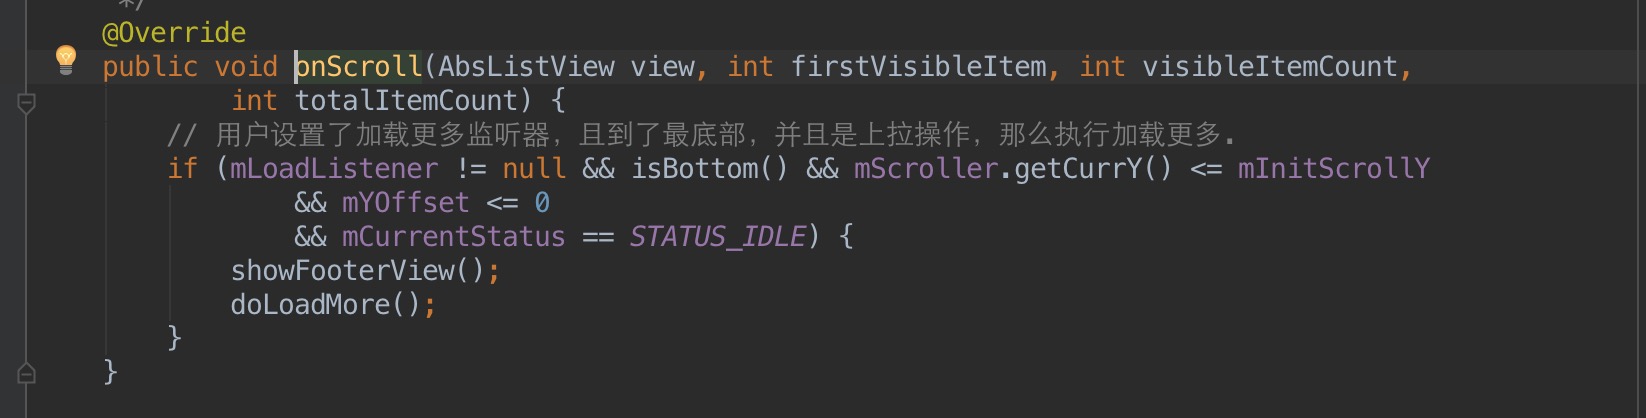 */
@Override
public void onScroll(AbsListView view, int firstVisibleItem, int visibleItemCount,
int totalItemCount) {
// 用户设置了加载更多监听器，且到了最底部，并且是上拉操作，那么执行加载更多.
if (mLoadListener != null && isBottom() && mScroller.getCurrY() <= mInitScrollY
&& mYOffset <= 0
&& mCurrentStatus == STATUS_IDLE) {
showFooterView();
doLoadMore();
}
}